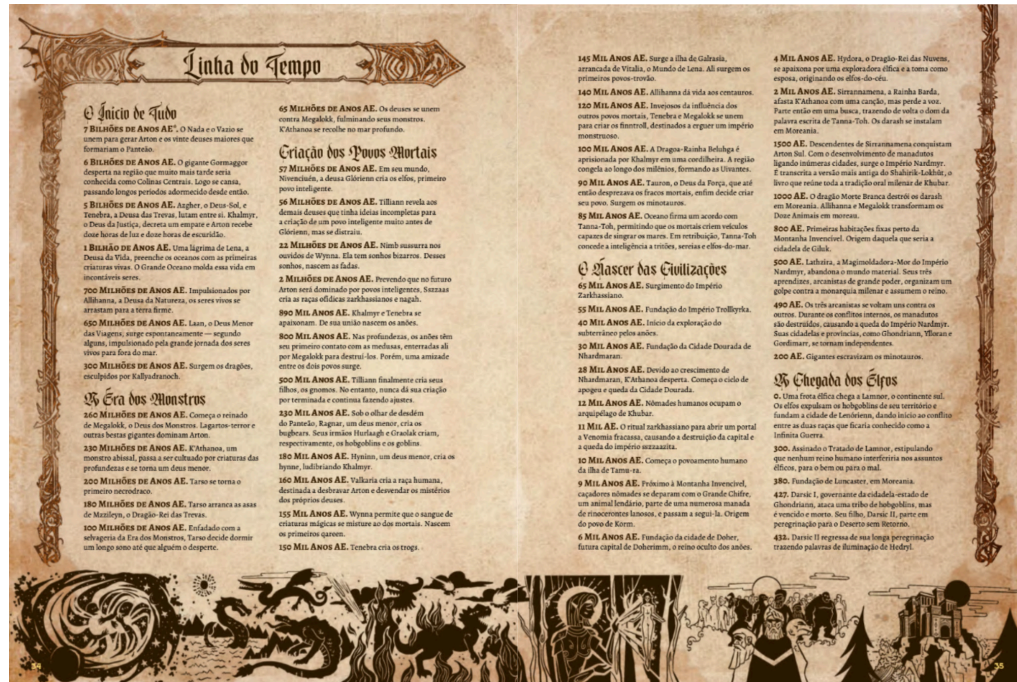 Linha do Tempo
O Início de Tudo
7 BILHÕES DE ANOS AE*. O Nada e o Vazio se
unem para gerar Arton e os vinte deuses maiores que
formariam o Panteão.
6 BILHÕES DE ANOS AE. O gigante Gormaggor
desperta na região que muito mais tarde seria
conhecida como Colinas Centrais. Logo se cansa,
passando longos períodos adormecido desde então.
5 BILHÕES DE ANOS AE. Azgher, o Deus-Sol, e
Tenebra, a Deusa das Trevas, lutam entre si. Khalmyr,
o Deus da Justiça, decreta um empate e Arton recebe
doze horas de luz e doze horas de escuridão.
1 BILHÃO DE ANOS AE. Uma lágrima de Lena, a
Deusa da Vida, preenche os oceanos com as primeiras
criaturas vivas. O Grande Oceano molda essa vida em
incontáveis seres.
700 MILHÕES DE ANOS AE. Impulsionados por
Allihanna, a Deusa da Natureza, os seres vivos se
arrastam para a terra firme.
650 MILHÕES DE ANOS AE. Laan, o Deus Menor
das Viagens, surge espontaneamente — segundo
alguns, impulsionado pela grande jornada dos seres
vivos para fora do mar.
300 MILHÕES DE ANOS AE. Surgem os dragões,
esculpidos por Kallyadranoch.
A Era dos Monstros
260 MILHÕES DE ANOS AE. Começa o reinado
de Megalokk, o Deus dos Monstros. Lagartos-terror e
outras bestas gigantes dominam Arton.
230 MILHÕES DE ANOS AE. K'Athanoa, um
monstro abissal, passa a ser cultuado por criaturas das
profundezas e se torna um deus menor.
200 MILHÕES DE ANOS AE. Tarso se torna o
primeiro necrodraco.
180 MILHÕES DE ANOS AE. Tarso arranca as asas
de Mzzileyn, o Dragão-Rei das Trevas.
100 MILHÕES DE ANOS AE. Enfadado com a
selvageria da Era dos Monstros, Tarso decide dormir
um longo sono até que alguém o desperte.
65 MILHÕES DE ANOS AE. Os deuses se unem
contra Megalokk, fulminando seus monstros.
K'Athanoa se recolhe no mar profundo.
Criação dos Povos Mortais
57 MILHÕES DE ANOS AE. Em seu mundo,
Nivenciuén, a deusa Glórienn cria os elfos, primeiro
povo inteligente.
56 MILHÕES DE ANOS AE. Tilliann revela aos
demais deuses que tinha ideias incompletas para
a criação de um povo inteligente muito antes de
Glórienn, mas se distraiu.
22 MILHÕES DE ANOS AE. Nimb sussurra nos
ouvidos de Wynna. Ela tem sonhos bizarros. Desses
sonhos, nascem as fadas.
2 MILHÕES DE ANOS AE. Prevendo que no futuro
Arton será dominado por povos inteligentes, Sszzaas
cria as raças ofídicas zarkhassianos e nagah.
890 MIL ANOS AE. Khalmyr e Tenebra se
apaixonam. De sua união nascem os anões.
800 MIL ANOS AE. Nas profundezas, os anões têm
seu primeiro contato com as medusas, enterradas ali
por Megalokk para destruí-los. Porém, uma amizade
entre os dois povos surge.
500 MIL ANOS AE. Tilliann finalmente cria seus
filhos, os gnomos. No entanto, nunca dá sua criação
por terminada e continua fazendo ajustes.
230 MIL ANOS AE. Sob o olhar de desdém
do Panteão, Ragnar, um deus menor, cria os
bugbears. Seus irmãos Hurlaagh e Graolak criam,
respectivamente, os hobgoblins e os goblins.
180 MIL ANOS AE. Hyninn, um deus menor, cria os
hynne, ludibriando Khalmyr.
160 MIL ANOS AE. Valkaria cria a raça humana,
destinada a desbravar Arton e desvendar os mistérios
dos próprios deuses.
155 MIL ANOS AE. Wynna permite que o sangue de
criaturas mágicas se misture ao dos mortais. Nascem
os primeiros qareen.
150 MIL ANOS AE. Tenebra cria os trogs.
34
145 MIL ANOS AE. Surge a ilha de Galrasia,
arrancada de Vitalia, o Mundo de Lena. Ali surgem os
primeiros povos-trovão.
140 MIL ANOS AE. Allihanna dá vida aos centauros.
120 MIL ANOS AE. Invejosos da influência dos
outros povos mortais, Tenebra e Megalokk se unem
para criar os finntroll, destinados a erguer um império
monstruoso.
100 MIL ANOS AE. A Dragoa-Rainha Beluhga é
aprisionada por Khalmyr em uma cordilheira. A região
congela ao longo dos milênios, formando as Uivantes.
90 MIL ANOS AE. Tauron, o Deus da Força, que até
então desprezava os fracos mortais, enfim decide criar
seu povo. Surgem os minotauros.
85 MIL ANOS AE. Oceano firma um acordo com
Tanna-Toh, permitindo que os mortais criem veículos
capazes de singrar os mares. Em retribuição, Tanna-Toh
concede a inteligência a tritões, sereias e elfos-do-mar.
O Nascer das Civilizações
65 MIL ANOS AE. Surgimento do Império
Zarkhassiano.
55 MIL ANOS AE. Fundação do Império Trollkyrka.
40 MIL ANOS AE. Início da exploração do
subterrâneo pelos anões.
30 MIL ANOS AE. Fundação da Cidade Dourada de
Nhardmaran.
28 MIL ANOS AE. Devido ao crescimento de
Nhardmaran, K'Athanoa desperta. Começa o ciclo de
apogeu e queda da Cidade Dourada.
12 MIL ANOS AE. Nômades humanos ocupam o
arquipélago de Khubar.
11 MIL AE. O ritual zarkhassiano para abrir um portal
a Venomia fracassa, causando a destruição da capital e
a queda do império sszzaazita.
10 MIL ANOS AE. Começa o povoamento humano
da ilha de Tamu-ra.
9 MIL ANOS AE. Próximo à Montanha Invencível,
caçadores nômades se deparam com o Grande Chifre,
um animal lendário, parte de uma numerosa manada
de rinocerontes lanosos, e passam a segui-la. Origem
do povo de Korm.
6 MIL ANOS AE. Fundação da cidade de Doher,
futura capital de Doherimm, o reino oculto dos anões.
4 MIL ANOS AE. Hydora, o Dragão-Rei das Nuvens,
se apaixona por uma exploradora élfica e a toma como
esposa, originando os elfos-do-céu.
2 MIL ANOS AE. Sirrannamena, a Rainha Barda,
afasta K'Athanoa com uma canção, mas perde a voz.
Parte então em uma busca, trazendo de volta o dom da
palavra escrita de Tanna-Toh. Os darash se instalam
em Moreania.
1500 AE. Descendentes de Sirrannamena conquistam
Arton Sul. Com o desenvolvimento de manadutos
ligando inúmeras cidades, surge o Império Nardmyr.
É transcrita a versão mais antiga do Shahirik-Lokhût, o
livro que reúne toda a tradição oral milenar de Khubar.
1000 AE. O dragão Morte Branca destrói os darash
em Moreania. Allihanna e Megalokk transformam os
Doze Animais em moreau.
800 AE. Primeiras habitações fixas perto da
Montanha Invencível. Origem daquela que seria a
cidadela de Giluk.
500 AE. Lathzira, a Magimoldadora-Mor do Império
Nardmyr, abandona o mundo material. Seus três
aprendizes, arcanistas de grande poder, organizam um
golpe contra a monarquia milenar e assumem o reino.
490 AE. Os três arcanistas se voltam uns contra os
outros. Durante os conflitos internos, os manadutos
são destruídos, causando a queda do Império Nardmyr.
Suas cidadelas e províncias, como Ghondriann, Ylloran e
Gordimarr, se tornam independentes.
200 AE. Gigantes escravizam os minotauros.
A Chegada dos Elfos
0. Uma frota élfica chega a Lamnor, o continente sul.
Os elfos expulsam os hobgoblins de seu território e
fundam a cidade de Lenórienn, dando início ao conflito
entre as duas raças que ficaria conhecido como a
Infinita Guerra.
300. Assinado o Tratado de Lamnor, estipulando
que nenhum reino humano interferiria nos assuntos
élficos, para o bem ou para o mal.
380. Fundação de Luncaster, em Moreania.
427. Darsic I, governante da cidadela-estado de
Ghondriann, ataca uma tribo de hobgoblins, mas
é vencido e morto. Seu filho, Darsic II, parte em
peregrinação para o Deserto sem Retorno.
432. Darsic II regressa de sua longa peregrinação
trazendo palavras de iluminação de Hedryl.
35